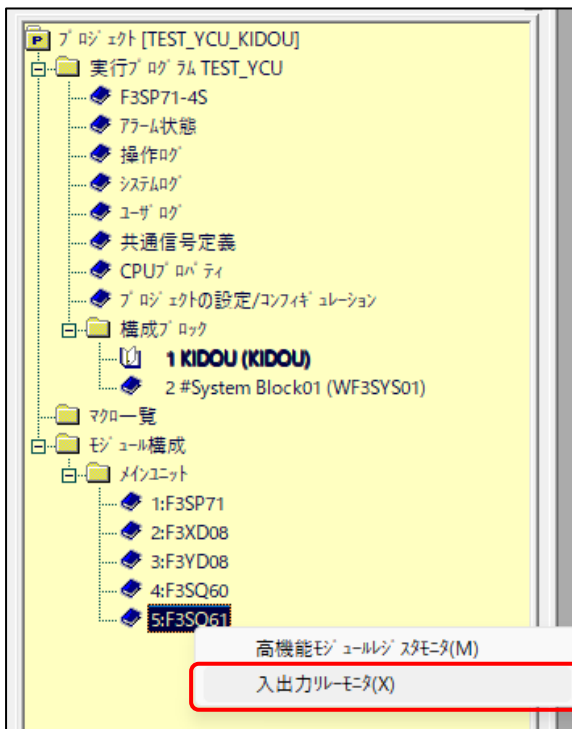 P ﾌﾟﾛｼﾞｪｸﾄ [TEST_YCU_KIDOU]
実行ﾌﾟﾛｸﾞﾗﾑ TEST_YCU
F3SP71-4S
ｱﾗｰﾑ状態
操作ﾛｸﾞ
ｼｽﾃﾑﾛｸﾞ
ﾕｰｻﾞﾛｸﾞ
共通信号定義
CPUﾌﾟﾛﾊﾟﾃｨ
ﾌﾟﾛｼﾞｪｸﾄの設定/ｺﾝﾌｨｷﾞｭﾚｰｼｮﾝ
構成ﾌﾞﾛｯｸ
1 KIDOU (KIDOU)
2 #System Block01 (WF3SYS01)
ﾏｸﾛ一覧
ﾓｼﾞｭｰﾙ構成
ﾒｲﾝﾕﾆｯﾄ
1:F3SP71
2:F3XD08
3:F3YD08
4:F3SQ60
5:F3SQ61
高機能ﾓｼﾞｭｰﾙﾚｼﾞｽﾀﾓﾆﾀ(M)
入出力ﾘﾚｰﾓﾆﾀ(X)